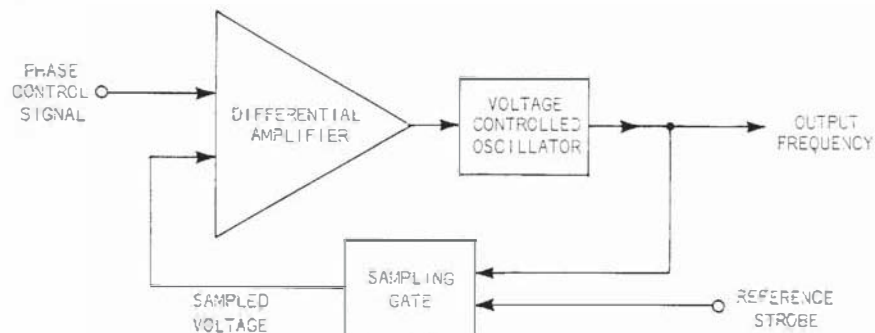 PHASE
CONTROL
SIGNAL
DIFFERENTIAL
AMPLIFIER
VOLTAGE
CONTROLLED
OSCILLATOR
OUTPUT
FREQUENCY
SAMPLING
GATE
SAMPLED
VOLTAGE
REFERENCE
STROBE